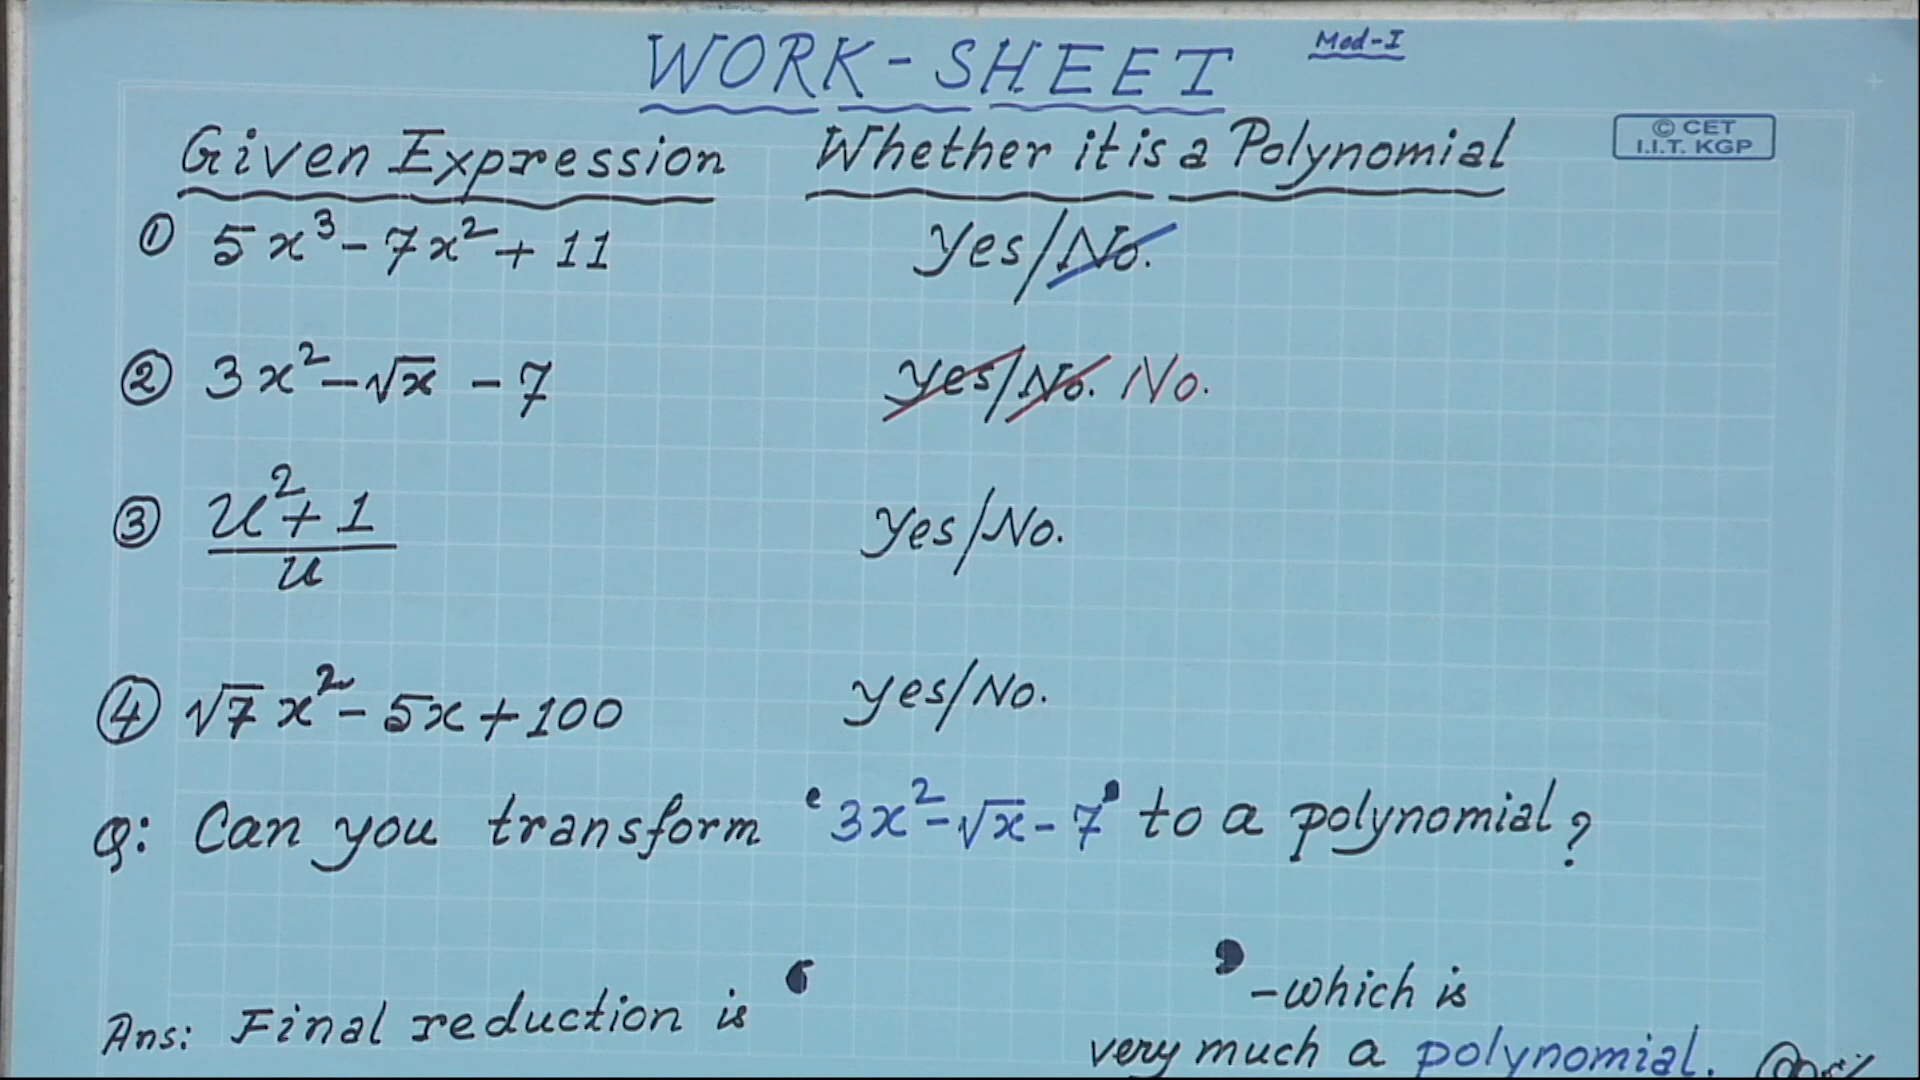 WORK-SHEET Mod-I
© CET
I.I.T. KGP
Given Expression Whether it is a Polynomial
① 5x³ - 7x² + 11 Yes/No.
② 3x² - √x - 7 Yes/No. No.
③ u² + 1 / u Yes/No.
④ √7 x² - 5x + 100 Yes/No.
Q: Can you transform '3x² - √x - 7' to a polynomial?
Ans: Final reduction is ' ' - which is
very much a polynomial.